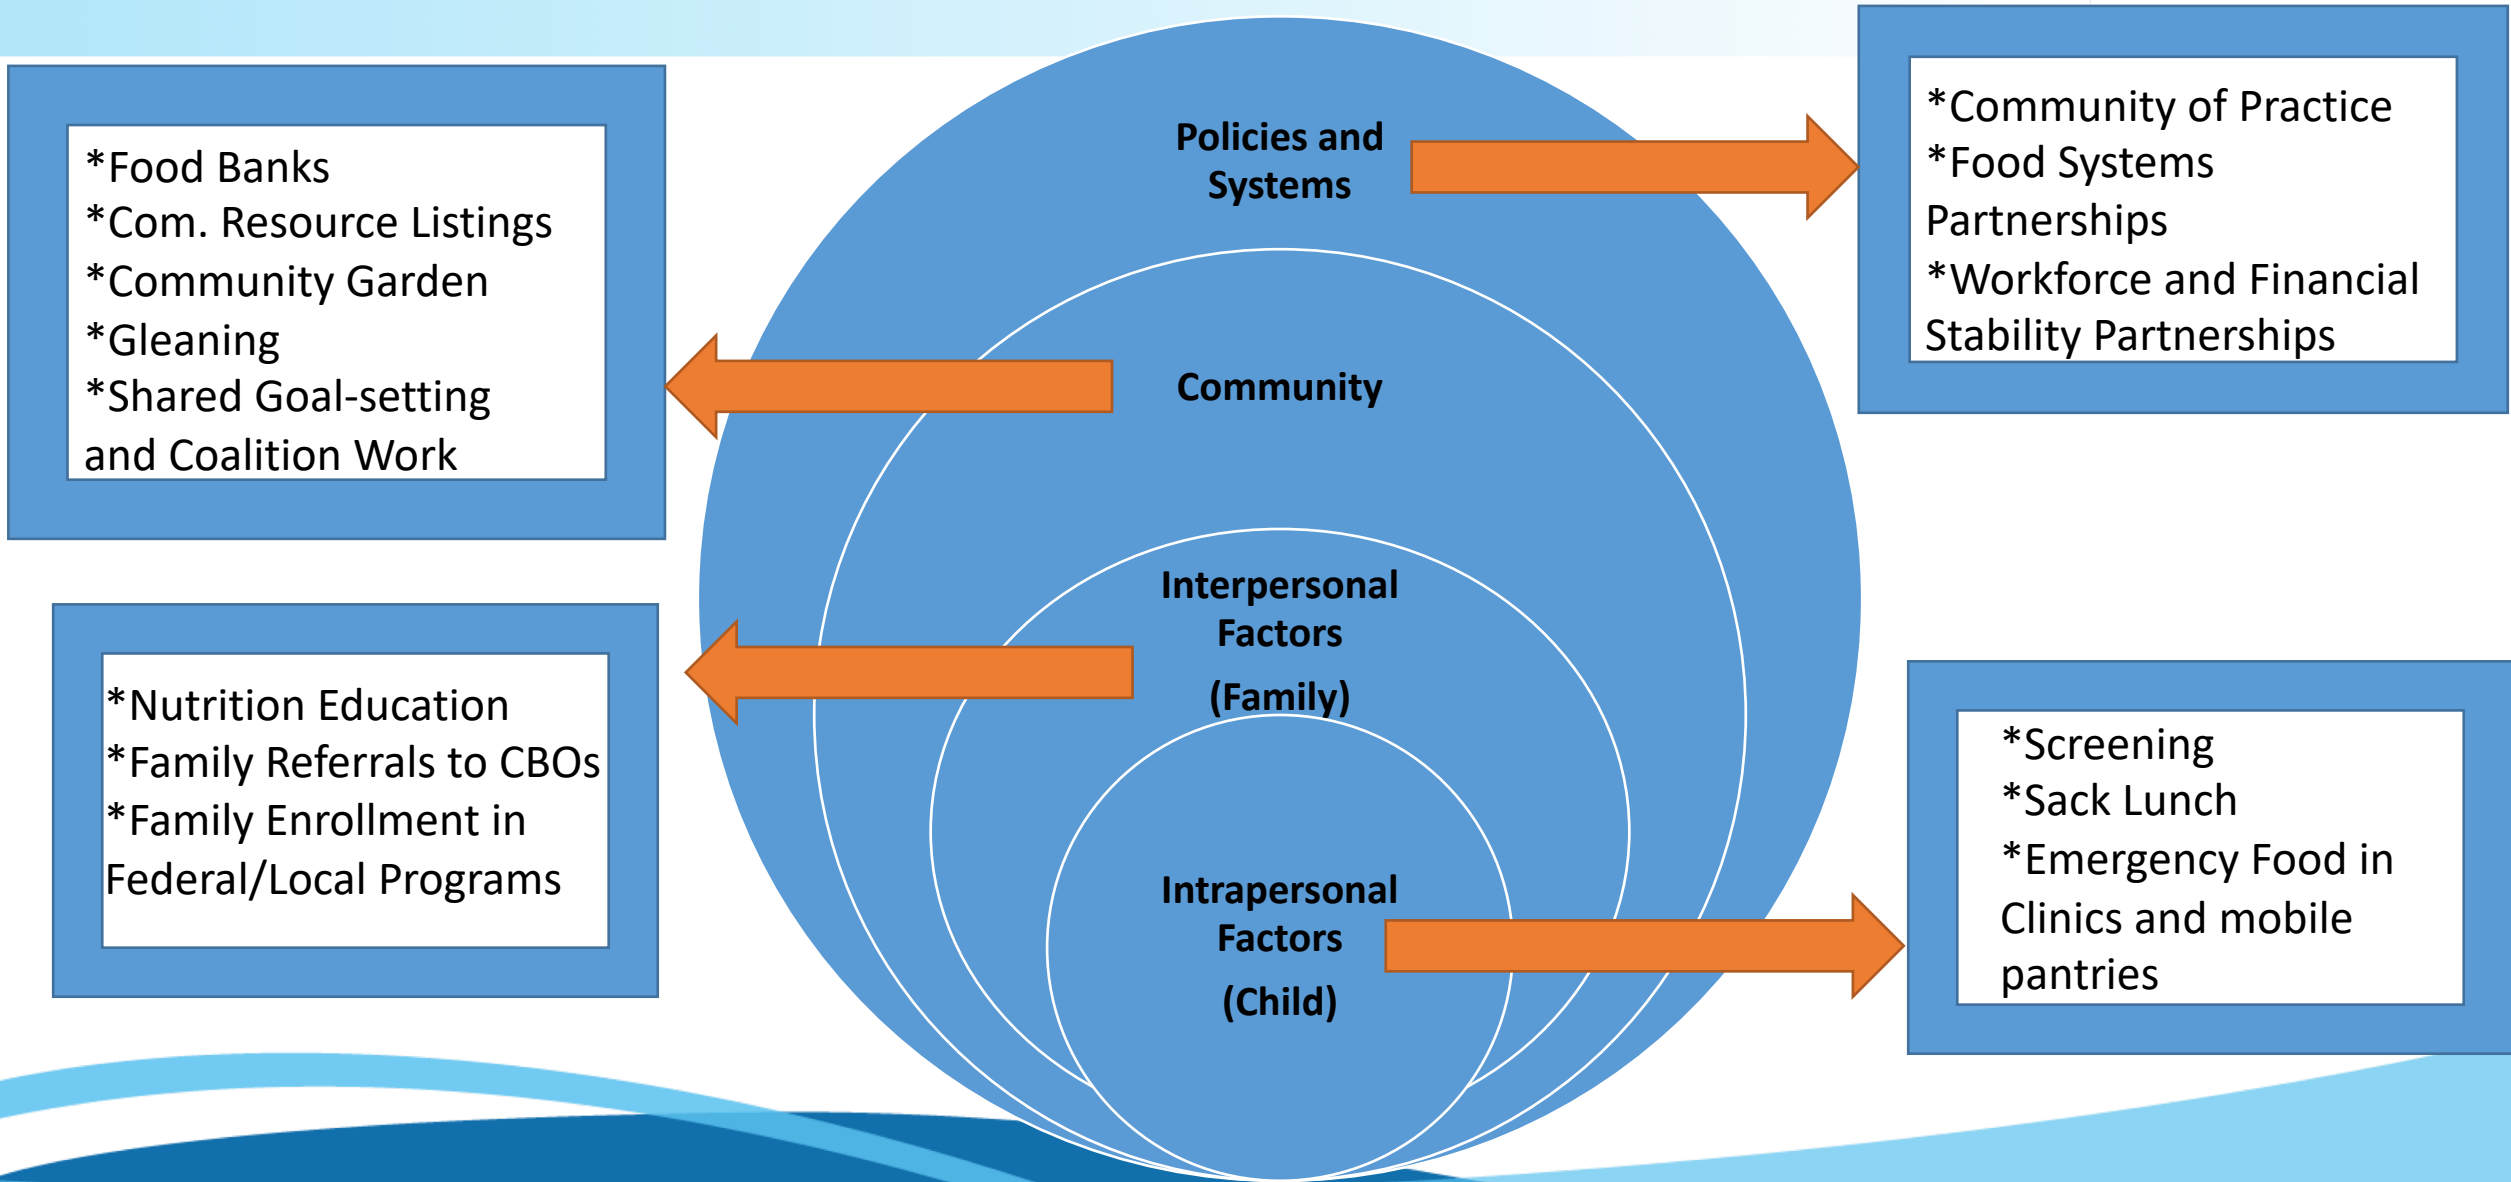 *Food Banks
*Com. Resource Listings
*Community Garden
*Gleaning
*Shared Goal-setting
and Coalition Work
*Nutrition Education
*Family Referrals to CBOs
*Family Enrollment in
Federal/Local Programs
Policies and
Systems
Community
Interpersonal
Factors
(Family)
Intrapersonal
Factors
(Child)
*Community of Practice
*Food Systems
Partnerships
*Workforce and Financial
Stability Partnerships
*Screening
*Sack Lunch
*Emergency Food in
Clinics and mobile
pantries